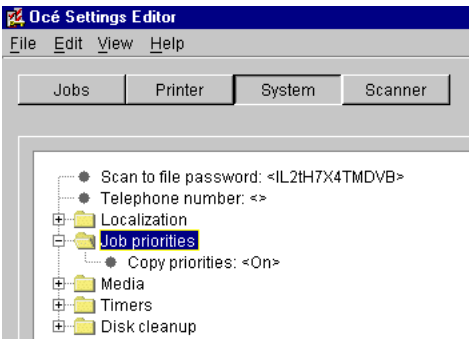 Océ Settings Editor
File Edit View Help
Jobs Printer System Scanner
Scan to file password: <IL2tH7X4TMDVB>
Telephone number: <>
Localization
Job priorities
Copy priorities: <On>
Media
Timers
Disk cleanup